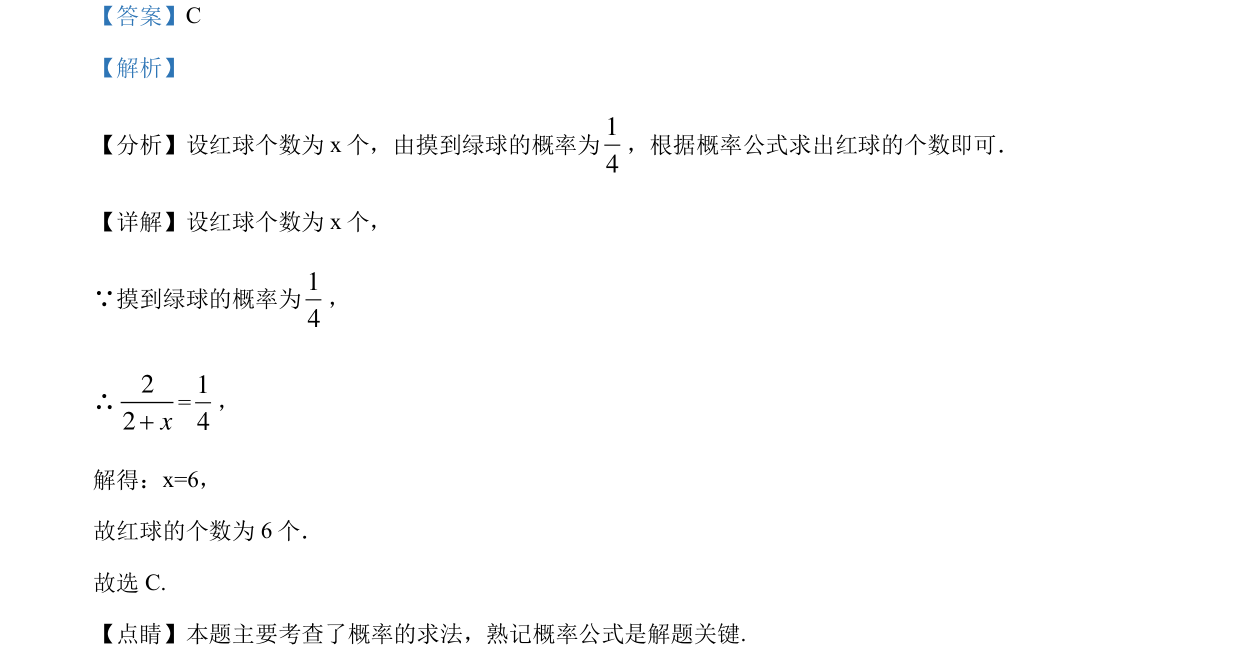 【答案】C
【解析】
【分析】设红球个数为 x 个，由摸到绿球的概率为 1/4，根据概率公式求出红球的个数即可．
【详解】设红球个数为 x 个，
∵摸到绿球的概率为 1/4，
∴ 2/(2+x) = 1/4，
解得：x=6，
故红球的个数为 6 个．
故选 C.
【点睛】本题主要考查了概率的求法，熟记概率公式是解题关键.